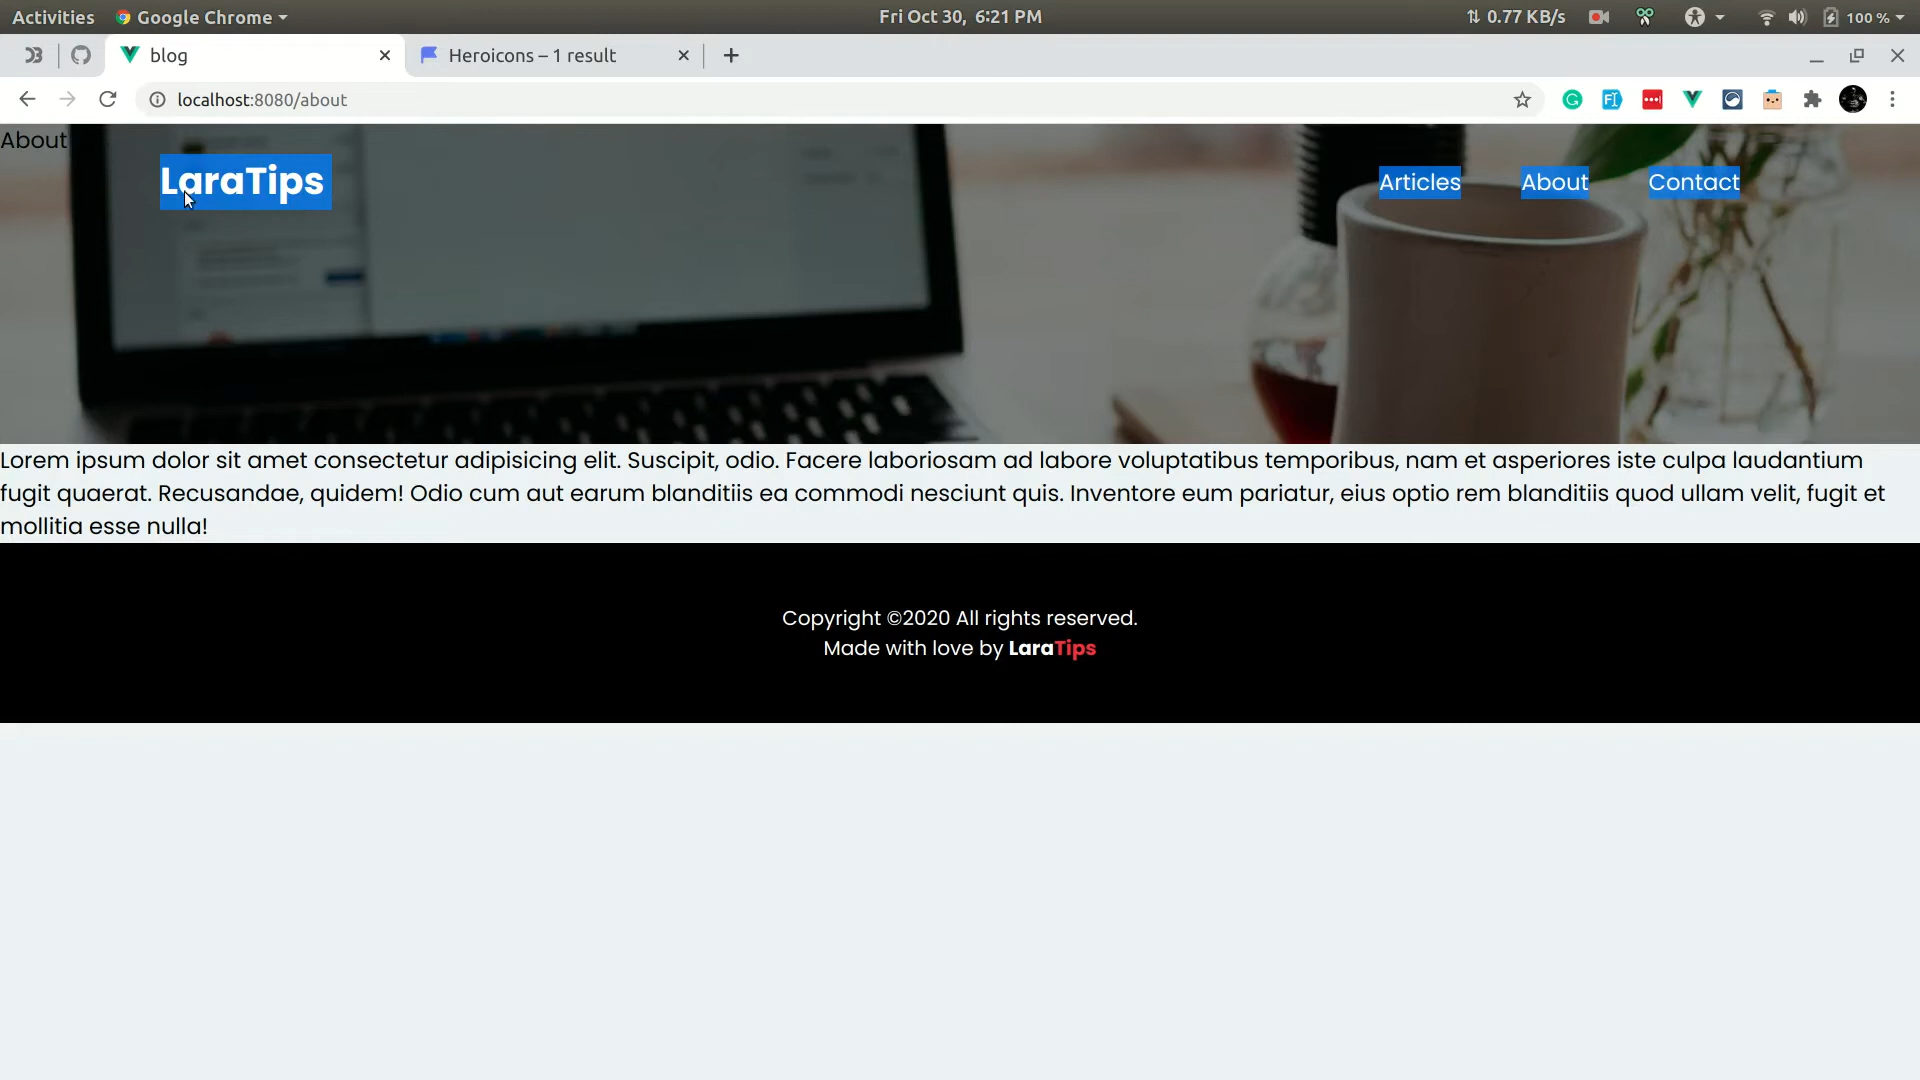 Activities Google Chrome Fri Oct 30, 6:21 PM 0.77 KB/s 100 %
blog Heroicons – 1 result
localhost:8080/about
About
LaraTips Articles About Contact
Lorem ipsum dolor sit amet consectetur adipisicing elit. Suscipit, odio. Facere laboriosam ad labore voluptatibus temporibus, nam et asperiores iste culpa laudantium
fugit quaerat. Recusandae, quidem! Odio cum aut earum blanditiis ea commodi nesciunt quis. Inventore eum pariatur, eius optio rem blanditiis quod ullam velit, fugit et
mollitia esse nulla!
Copyright ©2020 All rights reserved.
Made with love by LaraTips